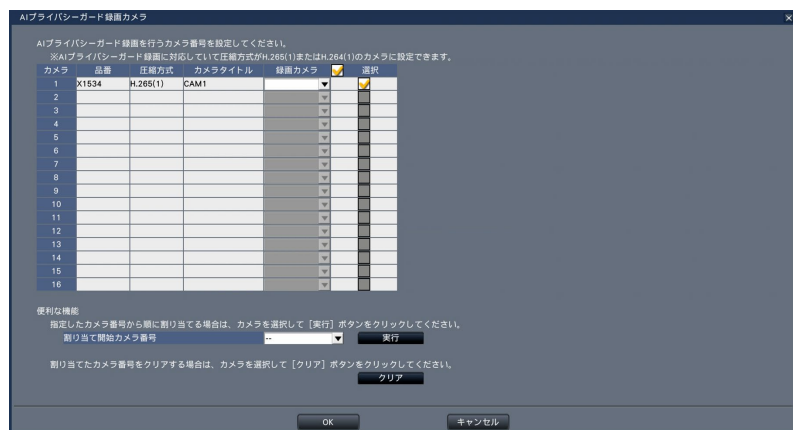 AIプライバシーガード録画カメラ
AIプライバシーガード録画を行うカメラ番号を設定してください。
※AIプライバシーガード録画に対応していて圧縮方式がH.265(1)またはH.264(1)のカメラに設定できます。
カメラ 品番 圧縮方式 カメラタイトル 録画カメラ 選択
1 X1534 H.265(1) CAM1
2
3
4
5
6
7
8
9
10
11
12
13
14
15
16
便利な機能
指定したカメラ番号から順に割り当てる場合は、カメラを選択して［実行］ボタンをクリックしてください。
割り当て開始カメラ番号 -- 実行
割り当てたカメラ番号をクリアする場合は、カメラを選択して［クリア］ボタンをクリックしてください。
クリア
OK キャンセル